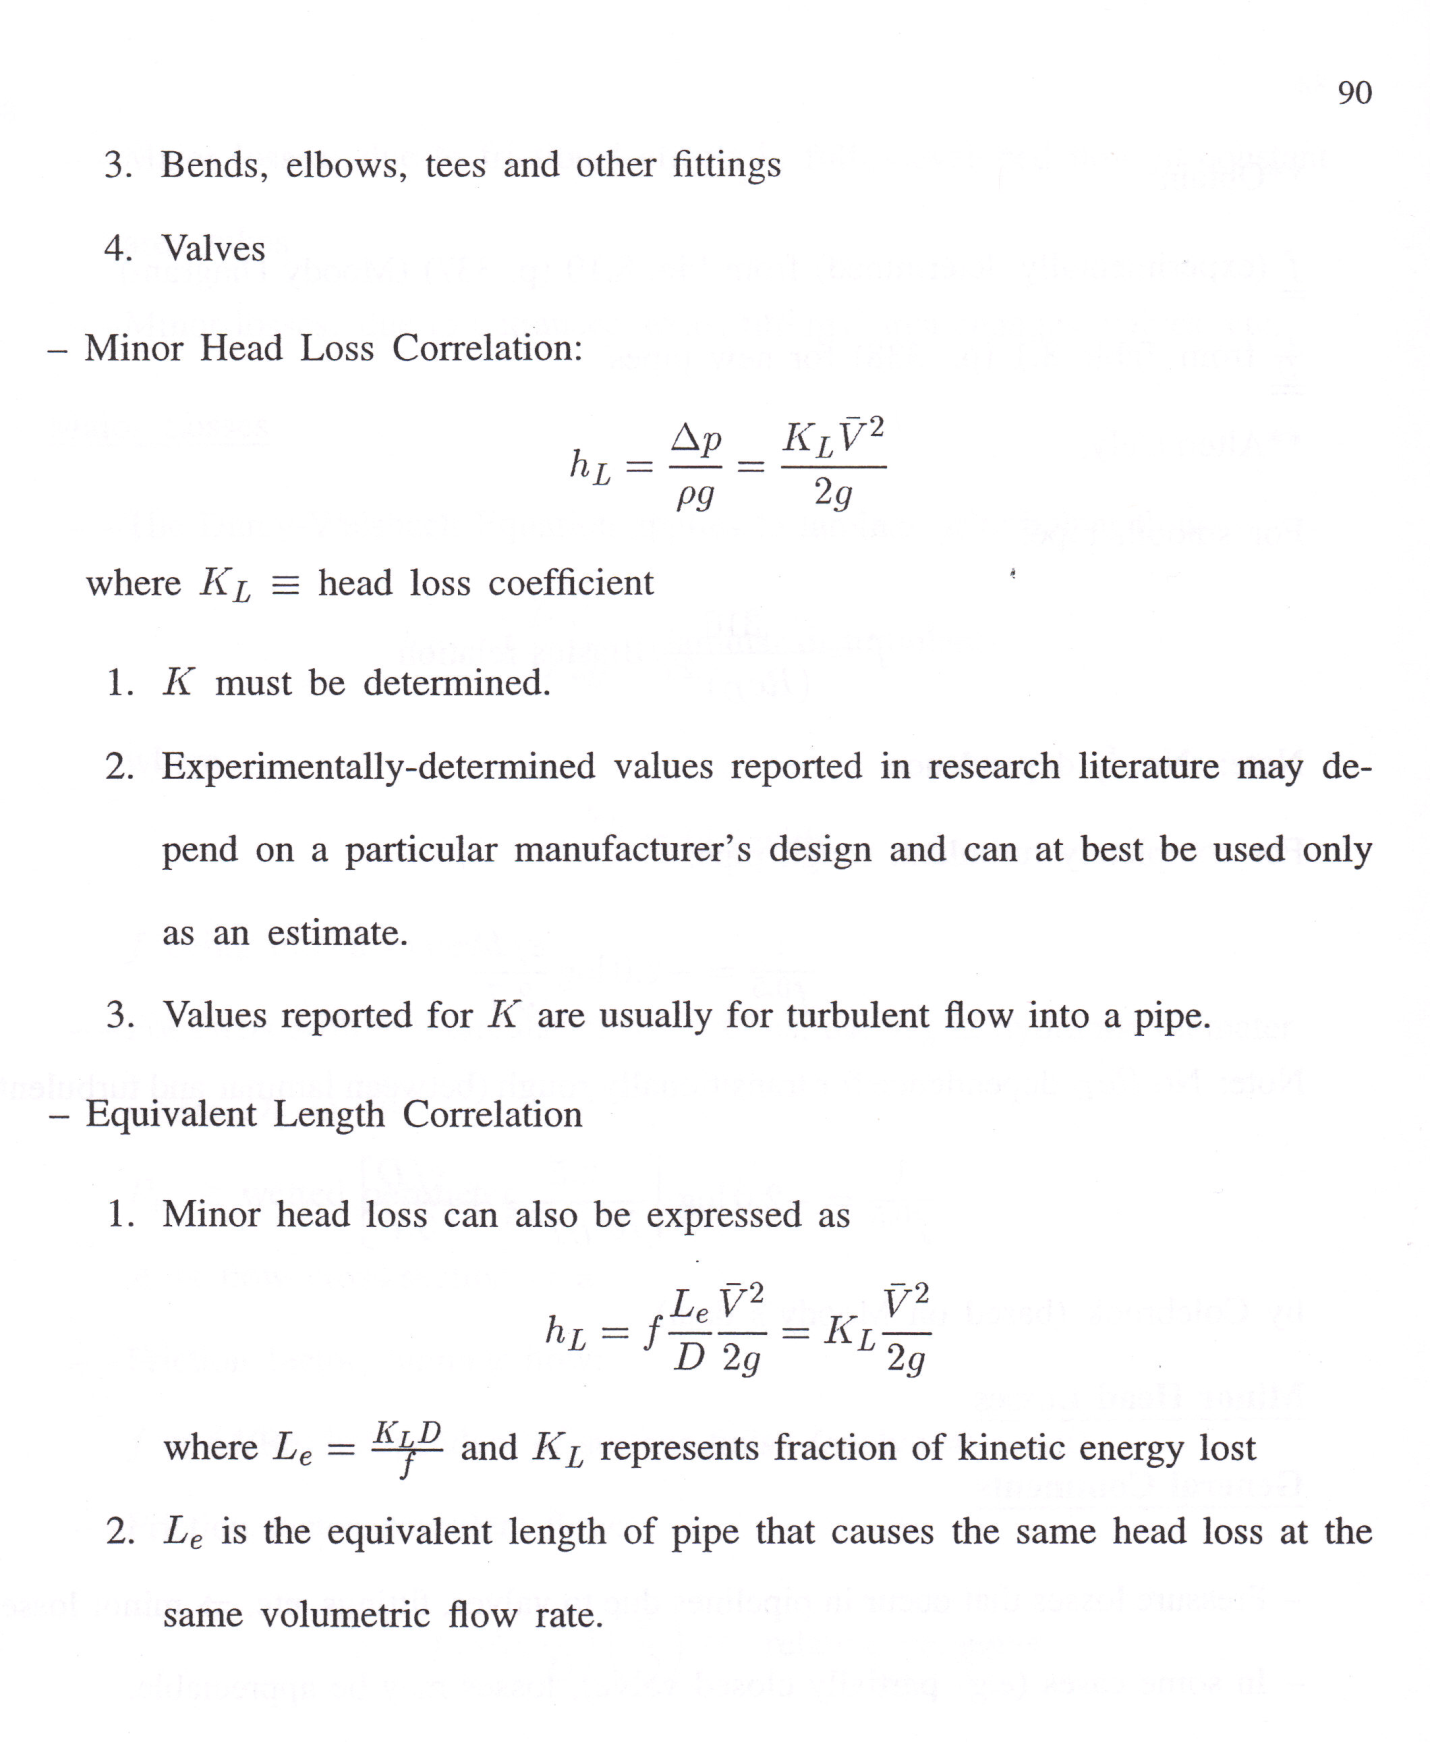 90
3. Bends, elbows, tees and other fittings
4. Valves
– Minor Head Loss Correlation:
h_L = Δp/ρg = K_L V̄²/2g
where K_L ≡ head loss coefficient
1. K must be determined.
2. Experimentally-determined values reported in research literature may de-
pend on a particular manufacturer's design and can at best be used only
as an estimate.
3. Values reported for K are usually for turbulent flow into a pipe.
– Equivalent Length Correlation
1. Minor head loss can also be expressed as
h_L = f L_e/D V̄²/2g = K_L V̄²/2g
where L_e = K_L D/f and K_L represents fraction of kinetic energy lost
2. L_e is the equivalent length of pipe that causes the same head loss at the
same volumetric flow rate.